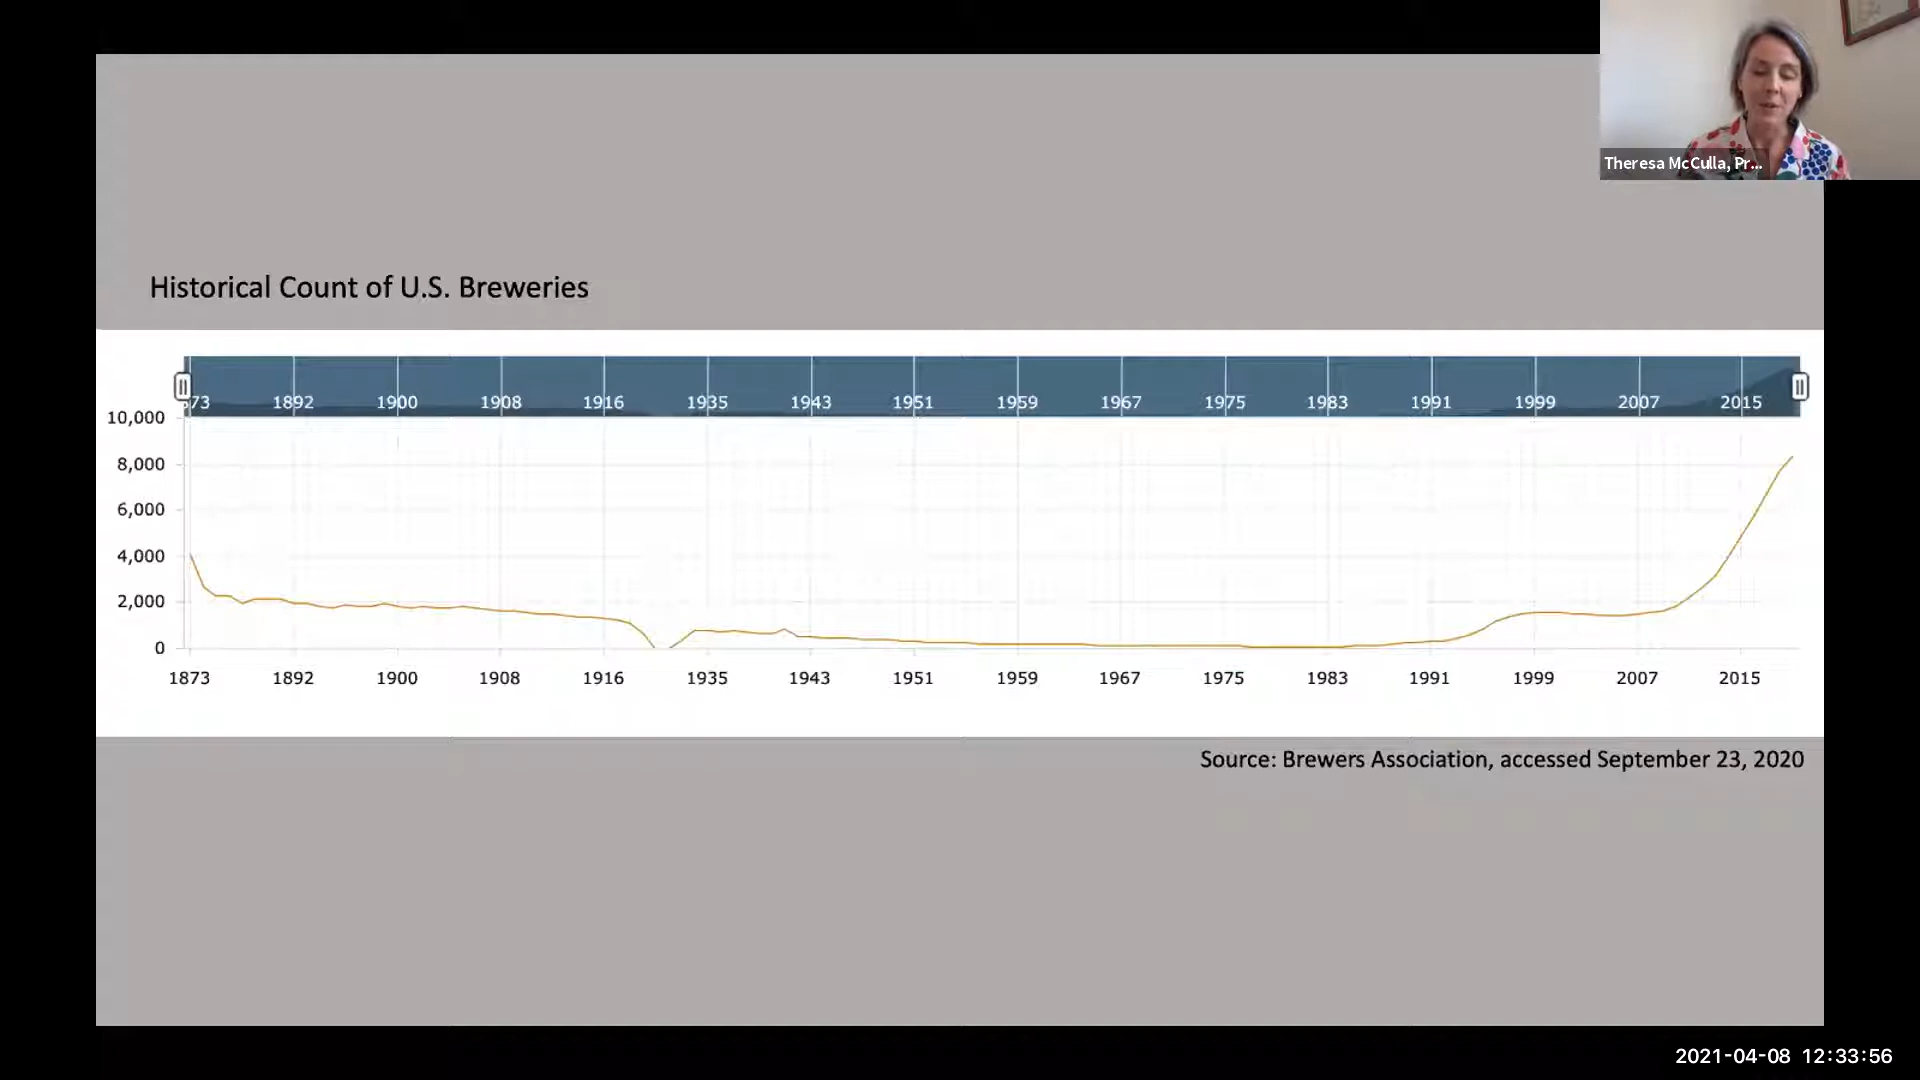 Theresa McCulla, Pr...
Historical Count of U.S. Breweries
73 1892 1900 1908 1916 1935 1943 1951 1959 1967 1975 1983 1991 1999 2007 2015
10,000
8,000
6,000
4,000
2,000
0
1873 1892 1900 1908 1916 1935 1943 1951 1959 1967 1975 1983 1991 1999 2007 2015
Source: Brewers Association, accessed September 23, 2020
2021-04-08 12:33:56